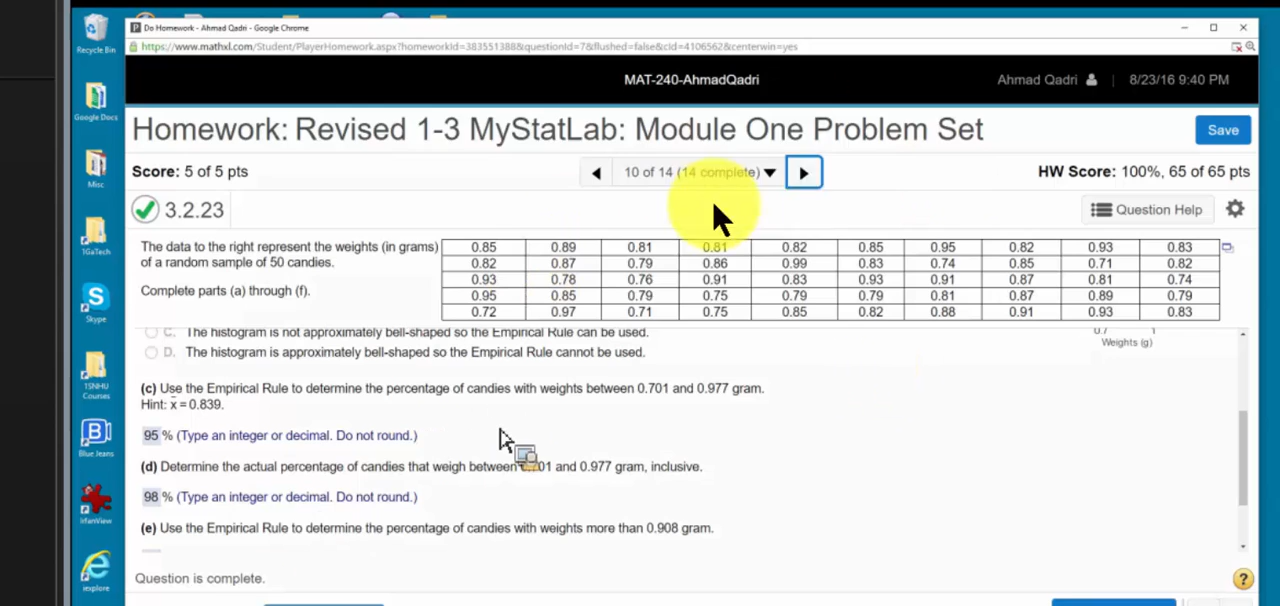 Do Homework - Ahmad Qadri - Google Chrome
https://www.mathxl.com/Student/PlayerHomework.aspx?homeworkId=383551388&questionId=7&flushed=false&cId=4106562&centerwin=yes
MAT-240-AhmadQadri
Ahmad Qadri
8/23/16 9:40 PM
Homework: Revised 1-3 MyStatLab: Module One Problem Set
Save
Score: 5 of 5 pts
10 of 14 (14 complete)
HW Score: 100%, 65 of 65 pts
3.2.23
Question Help
The data to the right represent the weights (in grams)
of a random sample of 50 candies.
Complete parts (a) through (f).
0.85 0.89 0.81 0.81 0.82 0.85 0.95 0.82 0.93 0.83
0.82 0.87 0.79 0.86 0.99 0.83 0.74 0.85 0.71 0.82
0.93 0.78 0.76 0.91 0.83 0.93 0.91 0.87 0.81 0.74
0.95 0.85 0.79 0.75 0.79 0.79 0.81 0.87 0.89 0.79
0.72 0.97 0.71 0.75 0.85 0.82 0.88 0.91 0.93 0.83
C. The histogram is not approximately bell-shaped so the Empirical Rule can be used.
D. The histogram is approximately bell-shaped so the Empirical Rule cannot be used.
0.7 1
Weights (g)
(c) Use the Empirical Rule to determine the percentage of candies with weights between 0.701 and 0.977 gram.
Hint: x̄ = 0.839.
95 % (Type an integer or decimal. Do not round.)
(d) Determine the actual percentage of candies that weigh between 0.701 and 0.977 gram, inclusive.
98 % (Type an integer or decimal. Do not round.)
(e) Use the Empirical Rule to determine the percentage of candies with weights more than 0.908 gram.
Question is complete.
?
Recycle Bin
Google Docs
Misc
1GaTech
Skype
1SNHU
Courses
Blue Jeans
IrfanView
iexplore